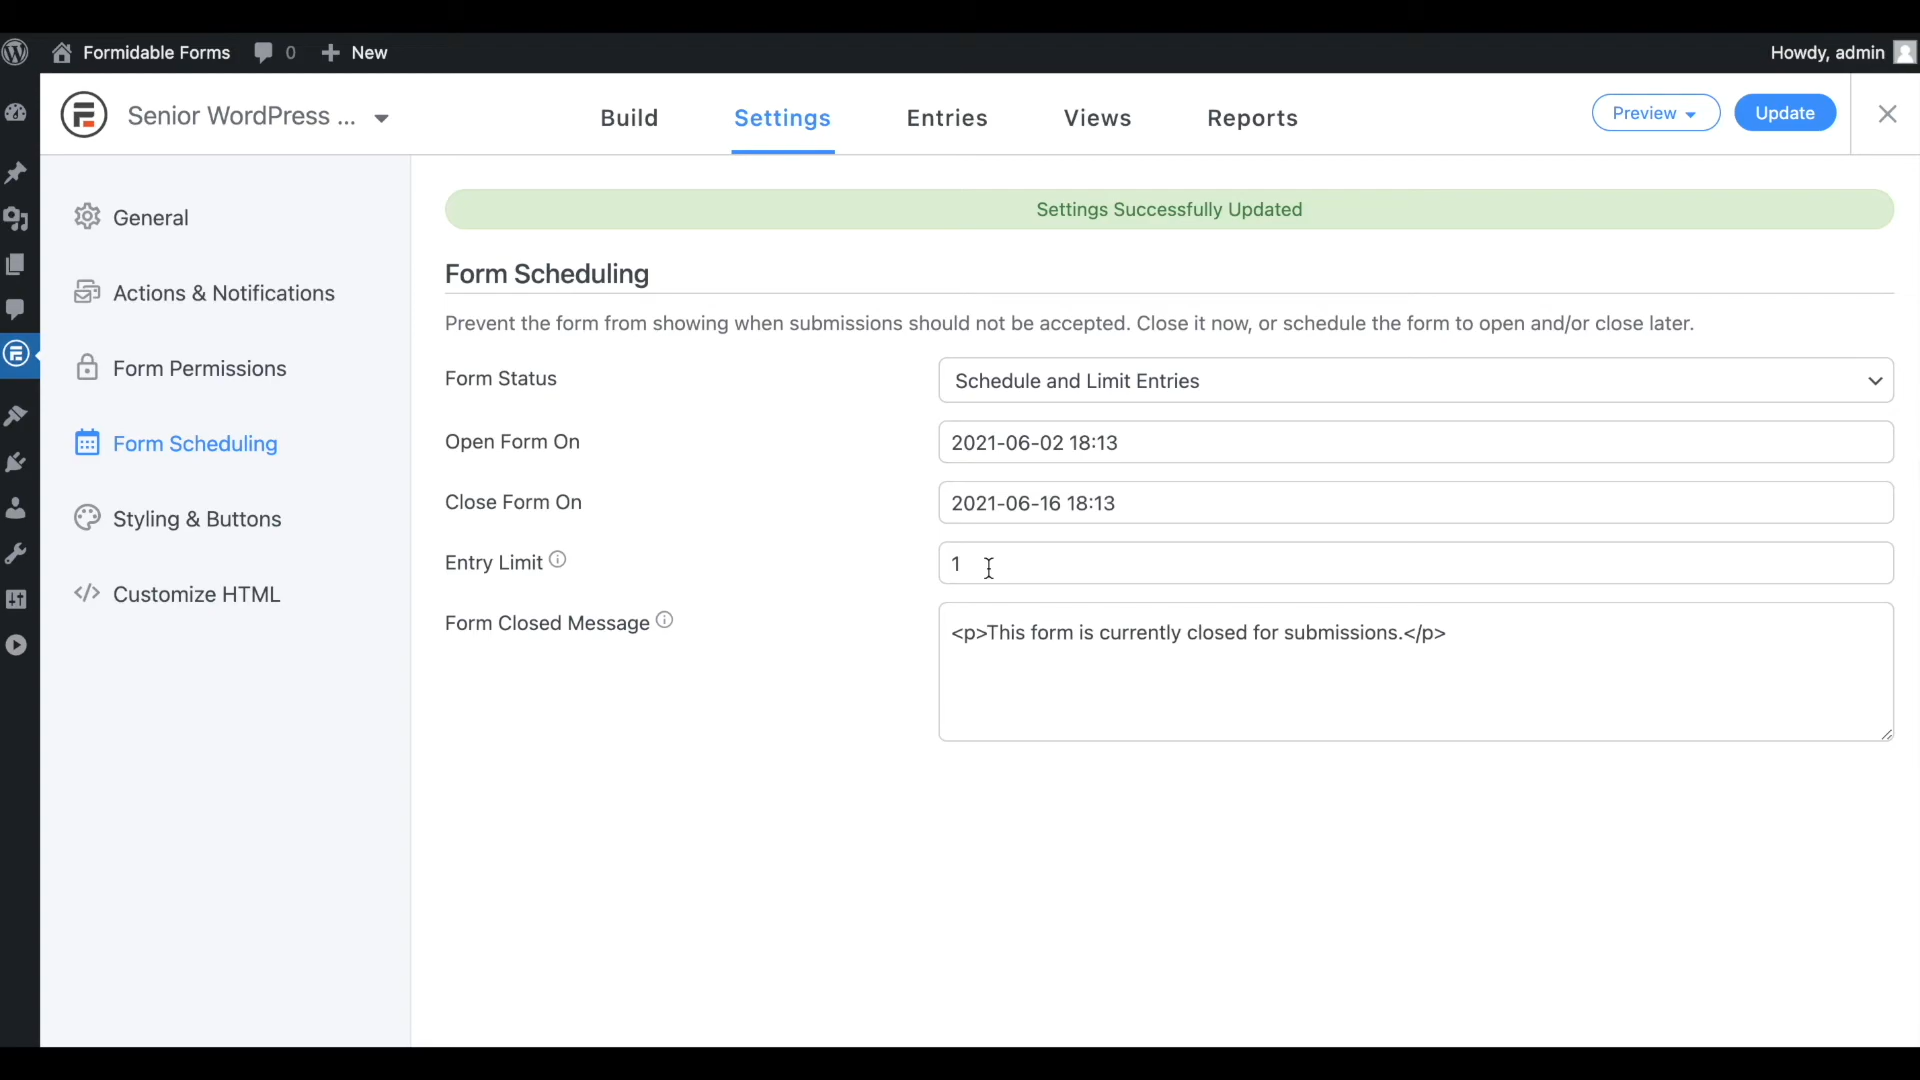 Formidable Forms 0 New Howdy, admin
Senior WordPress ... Build Settings Entries Views Reports Preview Update
General
Actions & Notifications
Form Permissions
Form Scheduling
Styling & Buttons
Customize HTML
Settings Successfully Updated
Form Scheduling
Prevent the form from showing when submissions should not be accepted. Close it now, or schedule the form to open and/or close later.
Form Status Schedule and Limit Entries
Open Form On 2021-06-02 18:13
Close Form On 2021-06-16 18:13
Entry Limit 1
Form Closed Message <p>This form is currently closed for submissions.</p>